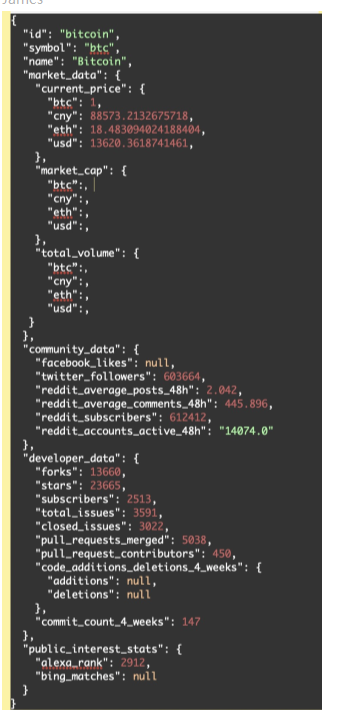 James
{
"id": "bitcoin",
"symbol": "btc",
"name": "Bitcoin",
"market_data": {
"current_price": {
"btc": 1,
"cny": 88573.2132675718,
"eth": 18.483094024188404,
"usd": 13620.3618741461,
},
"market_cap": {
"btc":,
"cny":,
"eth":,
"usd":,
},
"total_volume": {
"btc":,
"cny":,
"eth":,
"usd":,
}
},
"community_data": {
"facebook_likes": null,
"twitter_followers": 603664,
"reddit_average_posts_48h": 2.042,
"reddit_average_comments_48h": 445.896,
"reddit_subscribers": 612412,
"reddit_accounts_active_48h": "14074.0"
},
"developer_data": {
"forks": 13660,
"stars": 23665,
"subscribers": 2513,
"total_issues": 3591,
"closed_issues": 3022,
"pull_requests_merged": 5038,
"pull_request_contributors": 450,
"code_additions_deletions_4_weeks": {
"additions": null,
"deletions": null
},
"commit_count_4_weeks": 147
},
"public_interest_stats": {
"alexa_rank": 2912,
"bing_matches": null
}
}